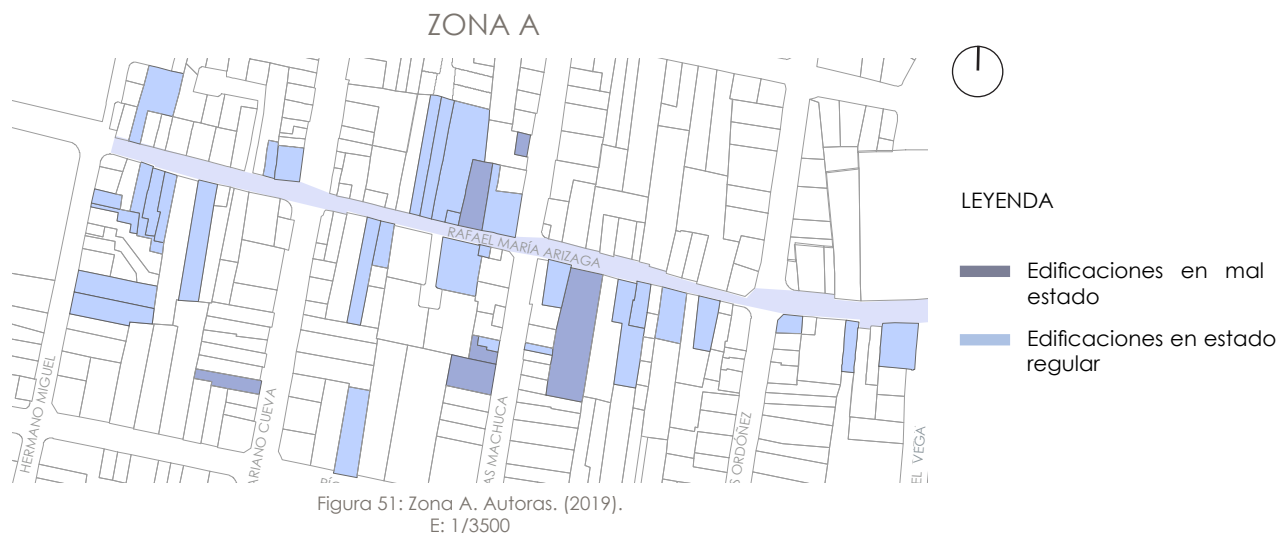 ZONA A
LEYENDA
Edificaciones en mal
estado
Edificaciones en estado
regular
RAFAEL MARÍA ARIZAGA
HERMANO MIGUEL
ARIANO CUEVA
AS MACHUCA
S ORDÓÑEZ
EL VEGA
Figura 51: Zona A. Autoras. (2019).
E: 1/3500